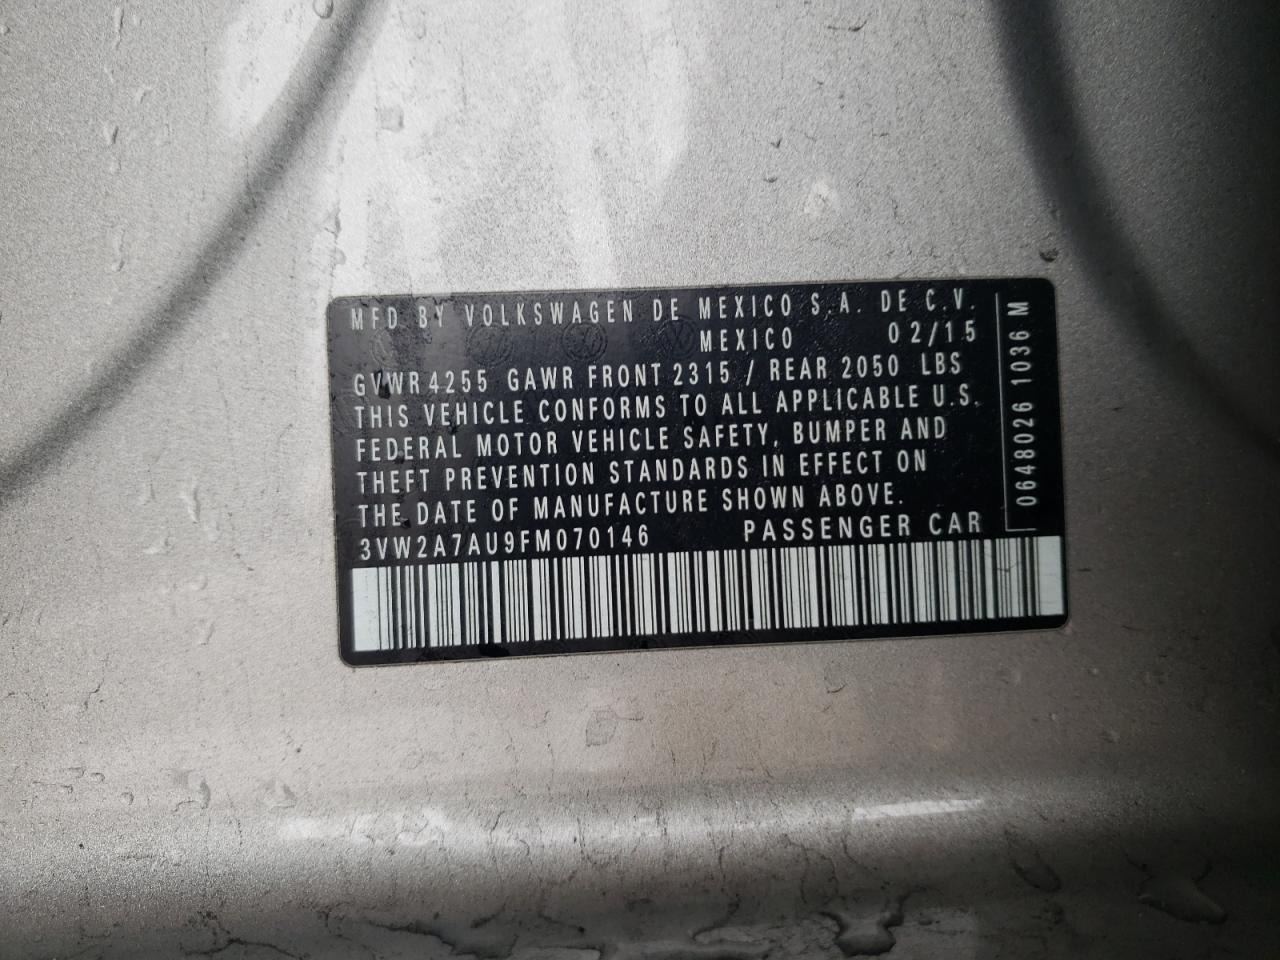 MFD BY VOLKSWAGEN DE MEXICO S.A. DE C.V.
MEXICO 02/15
GVWR 4255 GAWR FRONT 2315 / REAR 2050 LBS
THIS VEHICLE CONFORMS TO ALL APPLICABLE U.S.
FEDERAL MOTOR VEHICLE SAFETY, BUMPER AND
THEFT PREVENTION STANDARDS IN EFFECT ON
THE DATE OF MANUFACTURE SHOWN ABOVE.
3VW2A7AU9FM070146 PASSENGER CAR
0648026 1036 M